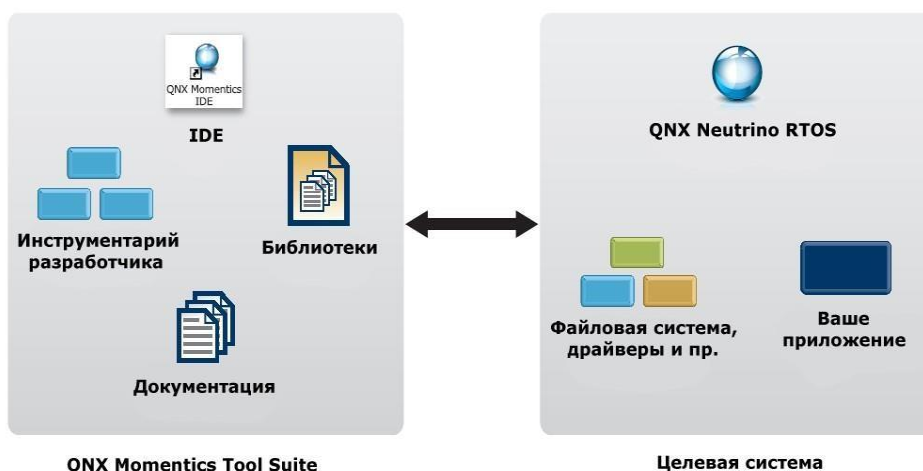 QNX Momentics
IDE
IDE
Инструментарий
разработчика
Библиотеки
Документация
QNX Momentics Tool Suite
QNX Neutrino RTOS
Файловая система,
драйверы и пр.
Ваше
приложение
Целевая система